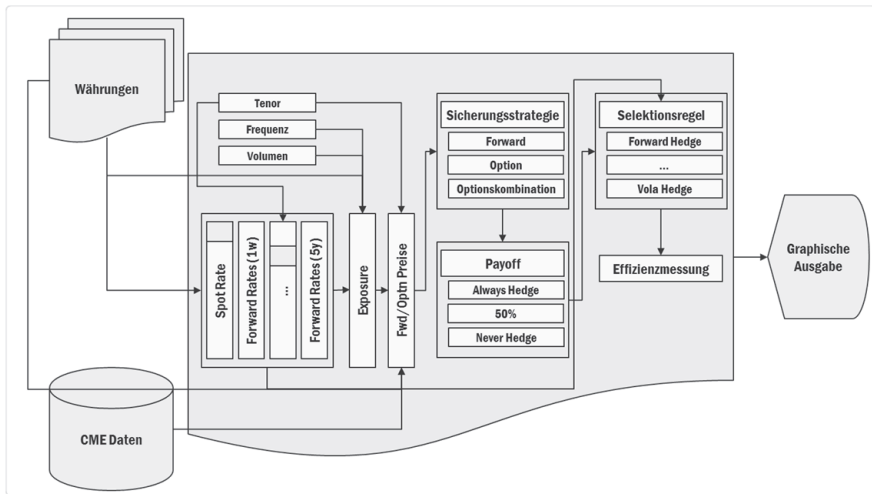 Währungen
Tenor
Frequenz
Volumen
Spot Rate
Forward Rates (1w)
...
Forward Rates (5y)
Exposure
Fwd/Optn Preise
Sicherungsstrategie
Forward
Option
Optionskombination
Payoff
Always Hedge
50%
Never Hedge
Selektionsregel
Forward Hedge
...
Vola Hedge
Effizienzmessung
Graphische
Ausgabe
CME Daten